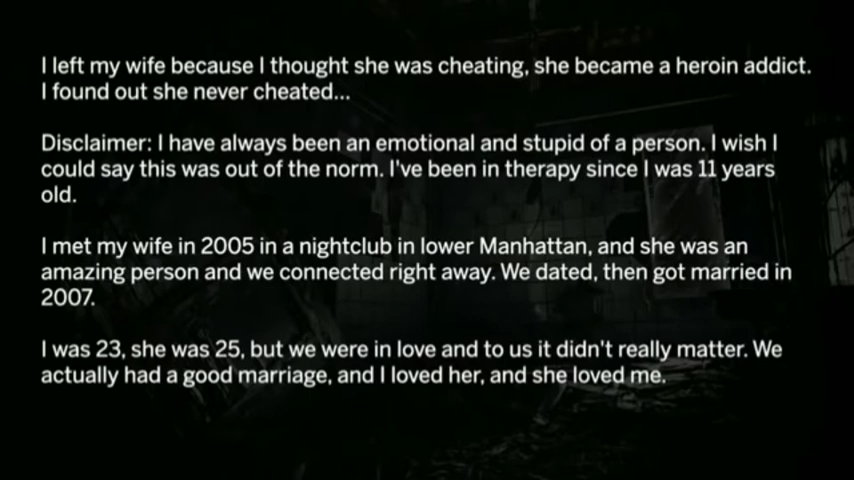 I left my wife because I thought she was cheating, she became a heroin addict.
I found out she never cheated...
Disclaimer: I have always been an emotional and stupid of a person. I wish I
could say this was out of the norm. I've been in therapy since I was 11 years
old.
I met my wife in 2005 in a nightclub in lower Manhattan, and she was an
amazing person and we connected right away. We dated, then got married in
2007.
I was 23, she was 25, but we were in love and to us it didn't really matter. We
actually had a good marriage, and I loved her, and she loved me.